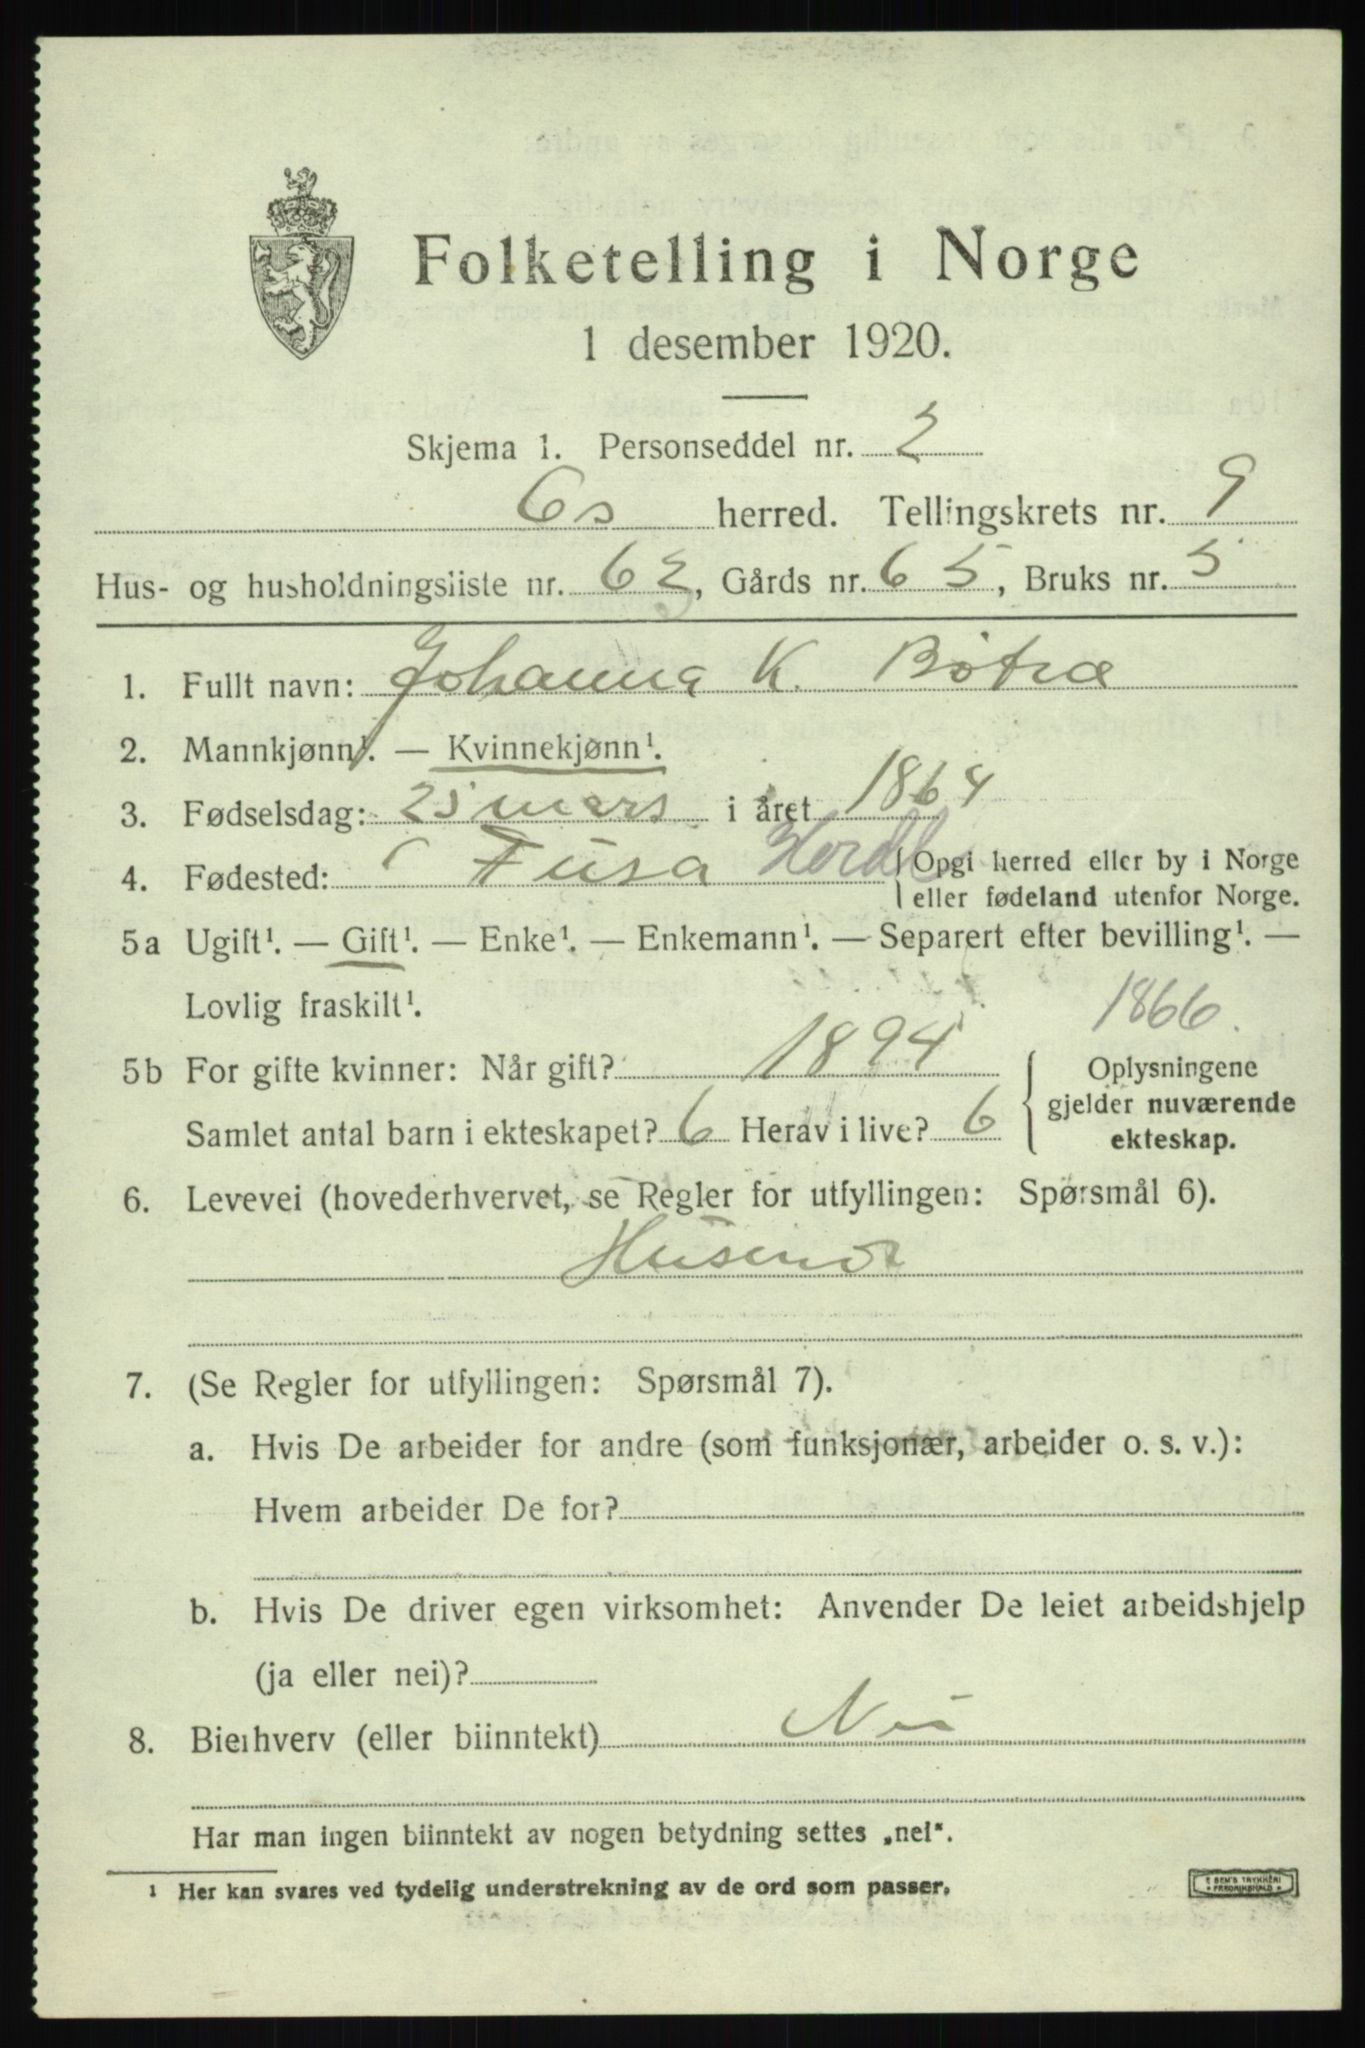 Folketelling i Norge
1 desember 1920.
Skjema 1. Personseddel nr. 2
Os herred. Tellingskrets nr. 9
Hus- og husholdningsliste nr. 63, Gårds nr. 65, Bruks nr. 5
1. Fullt navn: Johanna K. Bötræ
2. Mannkjønn¹. — Kvinnekjønn¹.
3. Fødselsdag: 25 mars i året 1864
4. Fødested: Fusa Hordl Opgi herred eller by i Norge
eller fødeland utenfor Norge.
5a Ugift¹. — Gift¹. — Enke¹. — Enkemann¹. — Separert efter bevilling¹. —
Lovlig fraskilt¹.
1866.
5b For gifte kvinner: Når gift? 1894 Oplysningene
gjelder nuværende
Samlet antal barn i ekteskapet? 6 Herav i live? 6
ekteskap.
6. Levevei (hovederhvervet, se Regler for utfyllingen: Spørsmål 6).
Husmor
7. (Se Regler for utfyllingen: Spørsmål 7).
a. Hvis De arbeider for andre (som funksjonær, arbeider o. s. v.):
Hvem arbeider De for?
b. Hvis De driver egen virksomhet: Anvender De leiet arbeidshjelp
(ja eller nei)?
8. Bierhverv (eller biinntekt) Nei
Har man ingen biinntekt av nogen betydning settes „nei“.
¹ Her kan svares ved tydelig understrekning av de ord som passer.